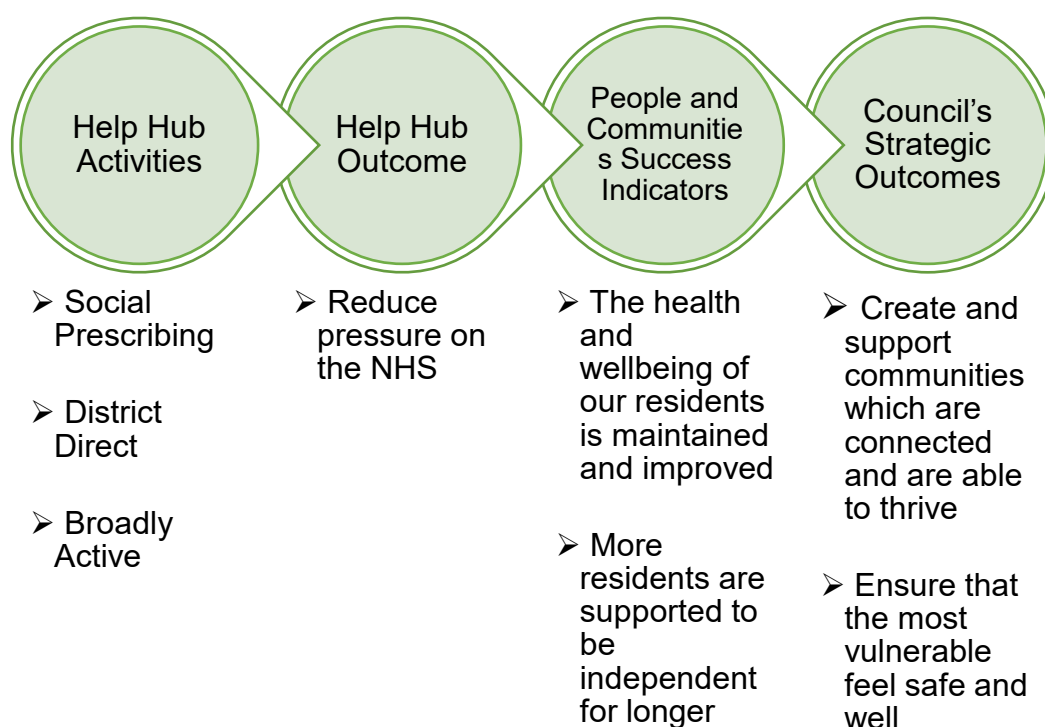 Help Hub
Activities
Help Hub
Outcome
People and
Communitie
s Success
Indicators
Council’s
Strategic
Outcomes
➢ Social
Prescribing
➢ District
Direct
➢ Broadly
Active
➢ Reduce
pressure on
the NHS
➢ The health
and
wellbeing of
our residents
is maintained
and improved
➢ More
residents are
supported to
be
independent
for longer
➢ Create and
support
communities
which are
connected
and are able
to thrive
➢ Ensure that
the most
vulnerable
feel safe and
well